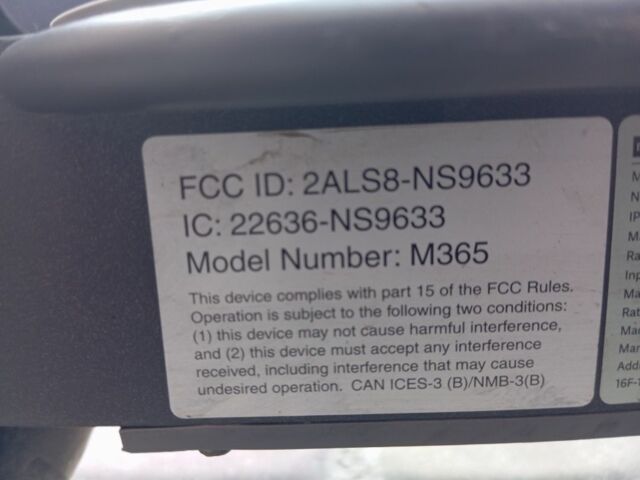 FCC ID: 2ALS8-NS9633
IC: 22636-NS9633
Model Number: M365
This device complies with part 15 of the FCC Rules.
Operation is subject to the following two conditions:
(1) this device may not cause harmful interference,
and (2) this device must accept any interference
received, including interference that may cause
undesired operation. CAN ICES-3 (B)/NMB-3(B)